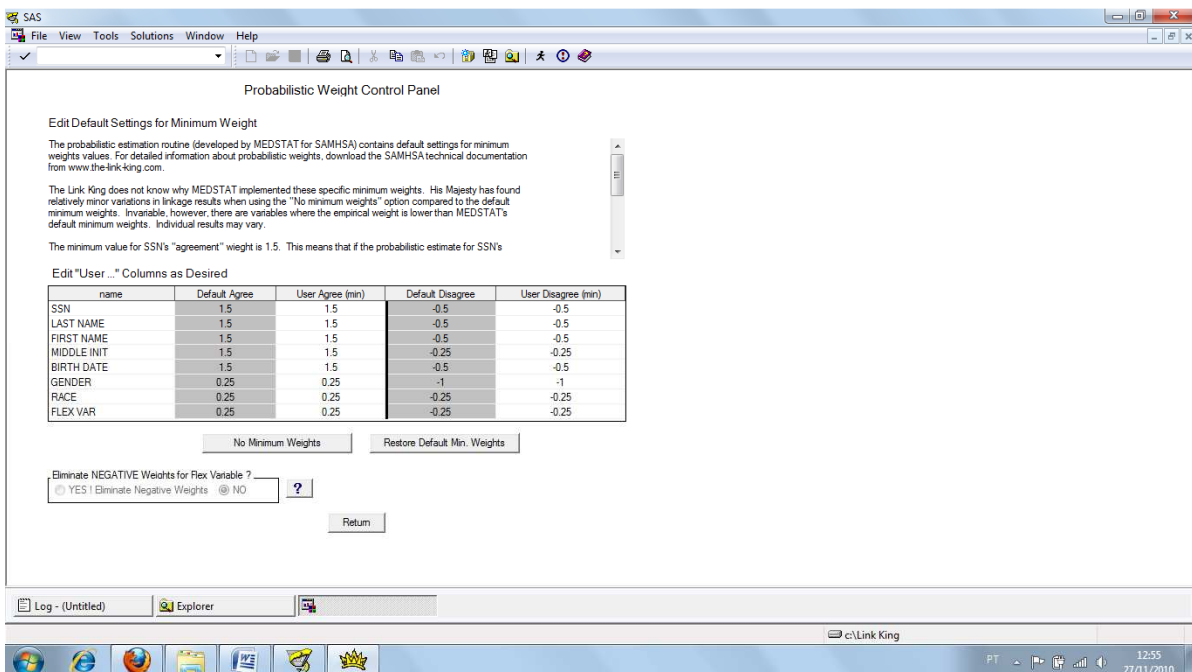 SAS
File View Tools Solutions Window Help
Probabilistic Weight Control Panel
Edit Default Settings for Minimum Weight
The probabilistic estimation routine (developed by MEDSTAT for SAMHSA) contains default settings for minimum
weights values. For detailed information about probabilistic weights, download the SAMHSA technical documentation
from www.the-link-king.com.
The Link King does not know why MEDSTAT implemented these specific minimum weights. His Majesty has found
relatively minor variations in linkage results when using the "No minimum weights" option compared to the default
minimum weights. Invariable, however, there are variables where the empirical weight is lower than MEDSTAT's
default minimum weights. Individual results may vary.
The minimum value for SSN's "agreement" wieght is 1.5. This means that if the probabilistic estimate for SSN's
Edit "User ..." Columns as Desired
name Default Agree User Agree (min) Default Disagree User Disagree (min)
SSN 1.5 1.5 -0.5 -0.5
LAST NAME 1.5 1.5 -0.5 -0.5
FIRST NAME 1.5 1.5 -0.5 -0.5
MIDDLE INIT 1.5 1.5 -0.25 -0.25
BIRTH DATE 1.5 1.5 -0.5 -0.5
GENDER 0.25 0.25 -1 -1
RACE 0.25 0.25 -0.25 -0.25
FLEX VAR 0.25 0.25 -0.25 -0.25
No Minimum Weights Restore Default Min. Weights
Eliminate NEGATIVE Weights for Flex Variable ?
YES ! Eliminate Negative Weights NO ?
Return
Log - (Untitled) Explorer
c:\Link King
PT 12:55
27/11/2010